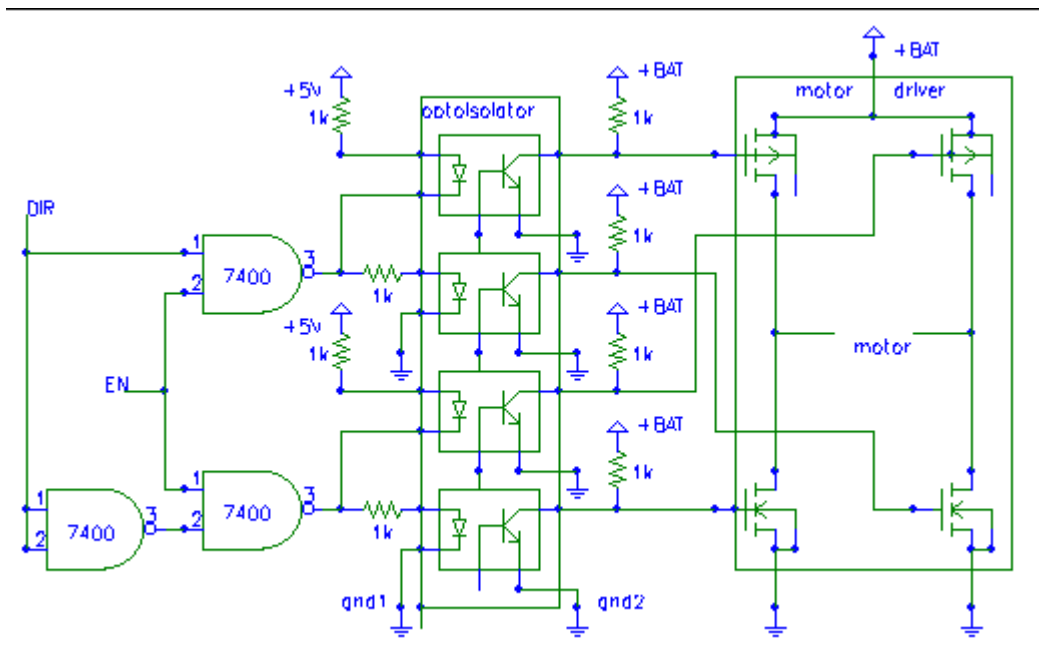 +BAT
+5V
1k
+BAT
1k
motor driver
optoisolator
DIR
+BAT
1k
1
2
7400
3
1k
+5V
1k
+BAT
1k
motor
EN
+BAT
1k
1
2
7400
3
1k
1
2
7400
3
gnd1
gnd2